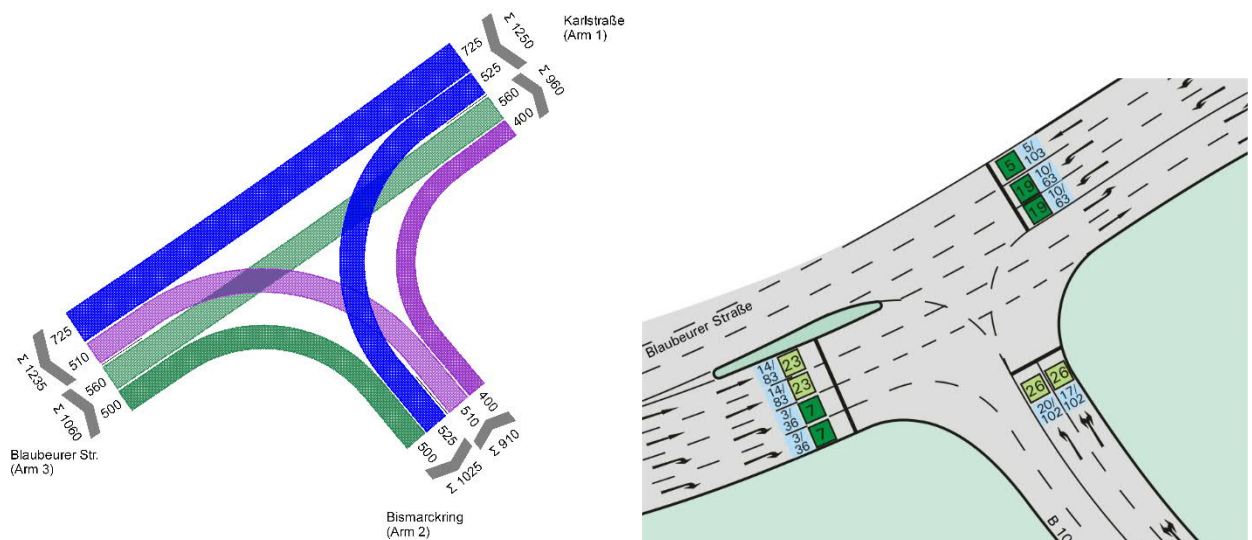 Karlstraße
(Arm 1)
Σ 1250
725
525
Σ 960
560
400
725
510
Σ 1235
560
500
Σ 1060
400
510
525
500
Σ 910
Σ 1025
Blaubeurer Str.
(Arm 3)
Bismarckring
(Arm 2)
5
5/
103
19
10/
63
19
10/
63
Blaubeurer Straße
14/
83
23
14/
83
23
3/
36
7
3/
36
7
26
26
20/
102
17/
102
B 10